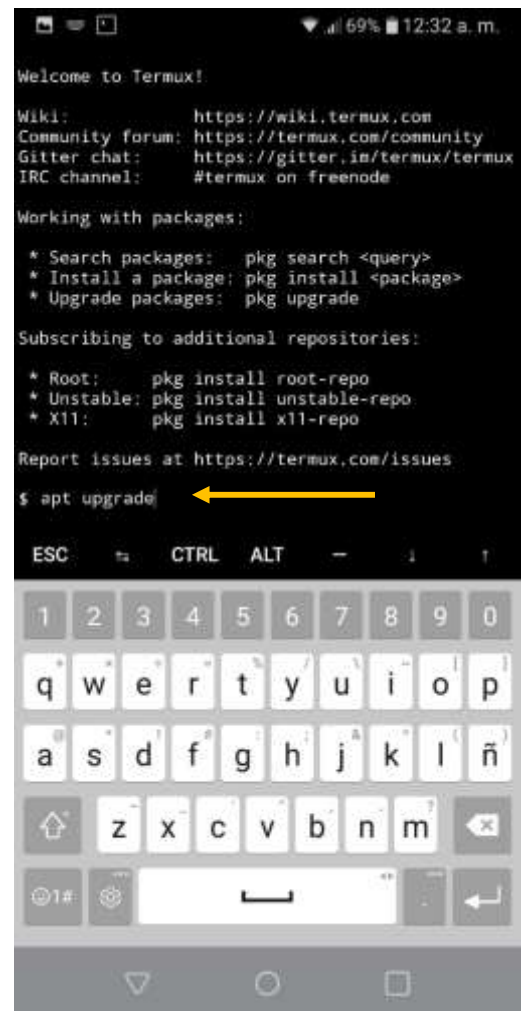 69% 12:32 a. m.
Welcome to Termux!
Wiki: https://wiki.termux.com
Community forum: https://termux.com/community
Gitter chat: https://gitter.im/termux/termux
IRC channel: #termux on freenode
Working with packages:
* Search packages: pkg search <query>
* Install a package: pkg install <package>
* Upgrade packages: pkg upgrade
Subscribing to additional repositories:
* Root: pkg install root-repo
* Unstable: pkg install unstable-repo
* X11: pkg install x11-repo
Report issues at https://termux.com/issues
$ apt upgrade
ESC CTRL ALT —
1 2 3 4 5 6 7 8 9 0
q w e r t y u i o p
a s d f g h j k l ñ
z x c v b n m
1# .